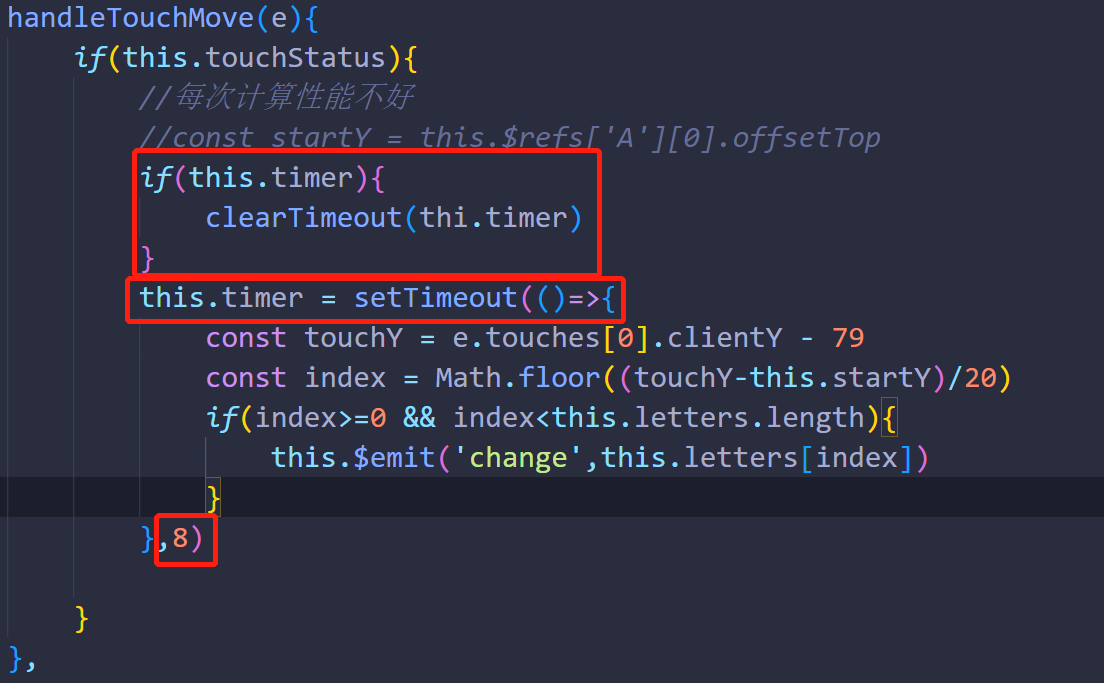 handleTouchMove(e){
if(this.touchStatus){
//每次计算性能不好
//const startY = this.$refs['A'][0].offsetTop
if(this.timer){
clearTimeout(thi.timer)
}
this.timer = setTimeout(()=>{
const touchY = e.touches[0].clientY - 79
const index = Math.floor((touchY-this.startY)/20)
if(index>=0 && index<this.letters.length){
this.$emit('change',this.letters[index])
}
},8)
}
},